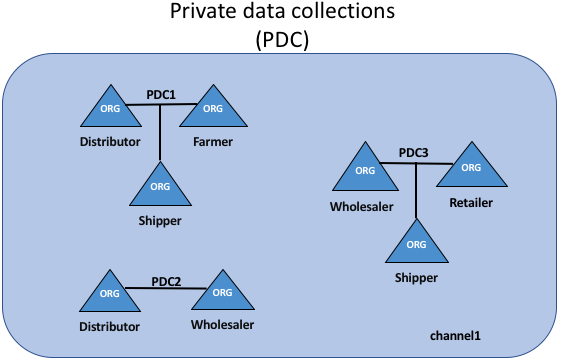 Private data collections
(PDC)
PDC1
ORG
ORG
Distributor
Farmer
ORG
Shipper
PDC3
ORG
ORG
Wholesaler
Retailer
ORG
Shipper
PDC2
ORG
ORG
Distributor
Wholesaler
channel1